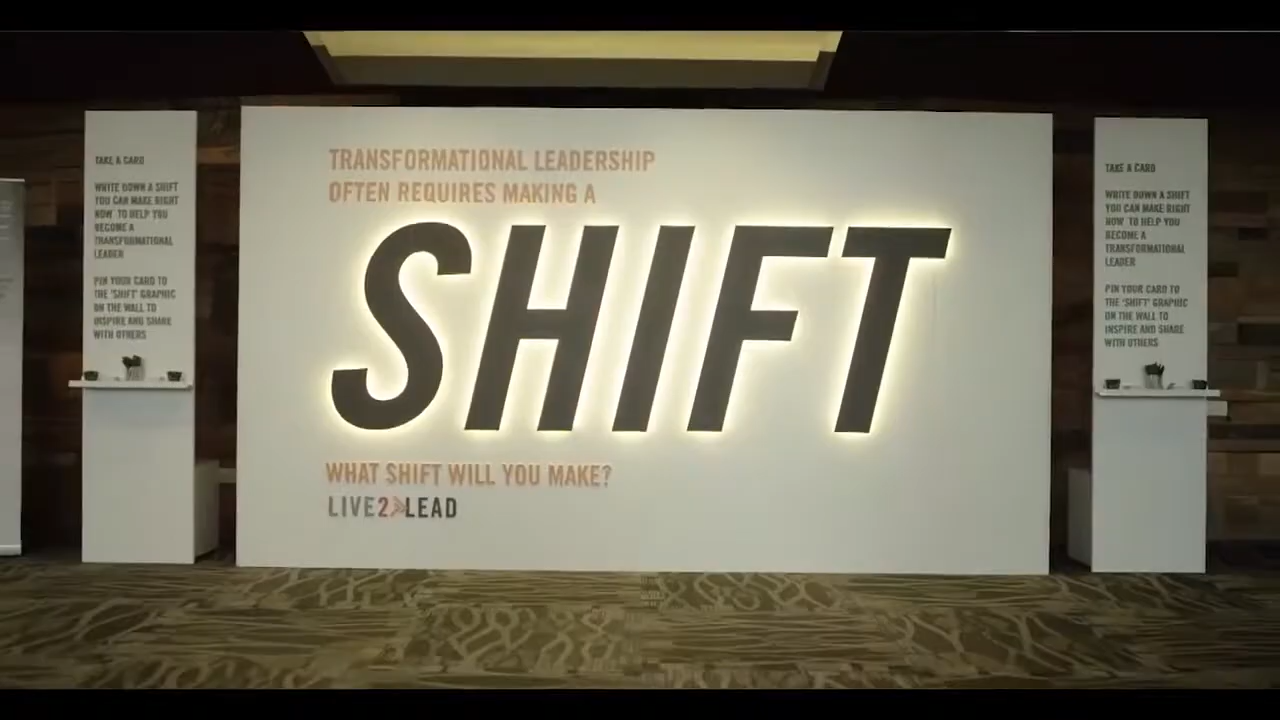 TAKE A CARD
WRITE DOWN A SHIFT
YOU CAN MAKE RIGHT
NOW TO HELP YOU
BECOME A
TRANSFORMATIONAL
LEADER
PIN YOUR CARD TO
THE 'SHIFT' GRAPHIC
ON THE WALL TO
INSPIRE AND SHARE
WITH OTHERS
TRANSFORMATIONAL LEADERSHIP
OFTEN REQUIRES MAKING A
SHIFT
WHAT SHIFT WILL YOU MAKE?
LIVE2LEAD
TAKE A CARD
WRITE DOWN A SHIFT
YOU CAN MAKE RIGHT
NOW TO HELP YOU
BECOME A
TRANSFORMATIONAL
LEADER
PIN YOUR CARD TO
THE 'SHIFT' GRAPHIC
ON THE WALL TO
INSPIRE AND SHARE
WITH OTHERS